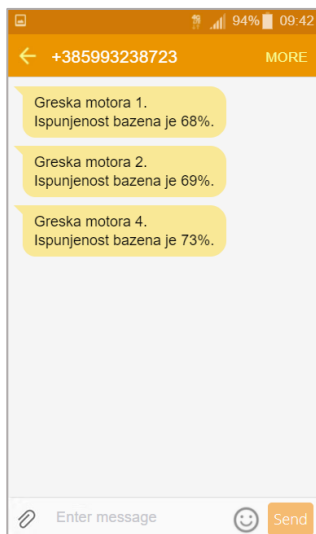 94% 09:42
+385993238723 MORE
Greska motora 1.
Ispunjenost bazena je 68%.
Greska motora 2.
Ispunjenost bazena je 69%.
Greska motora 4.
Ispunjenost bazena je 73%.
Enter message Send